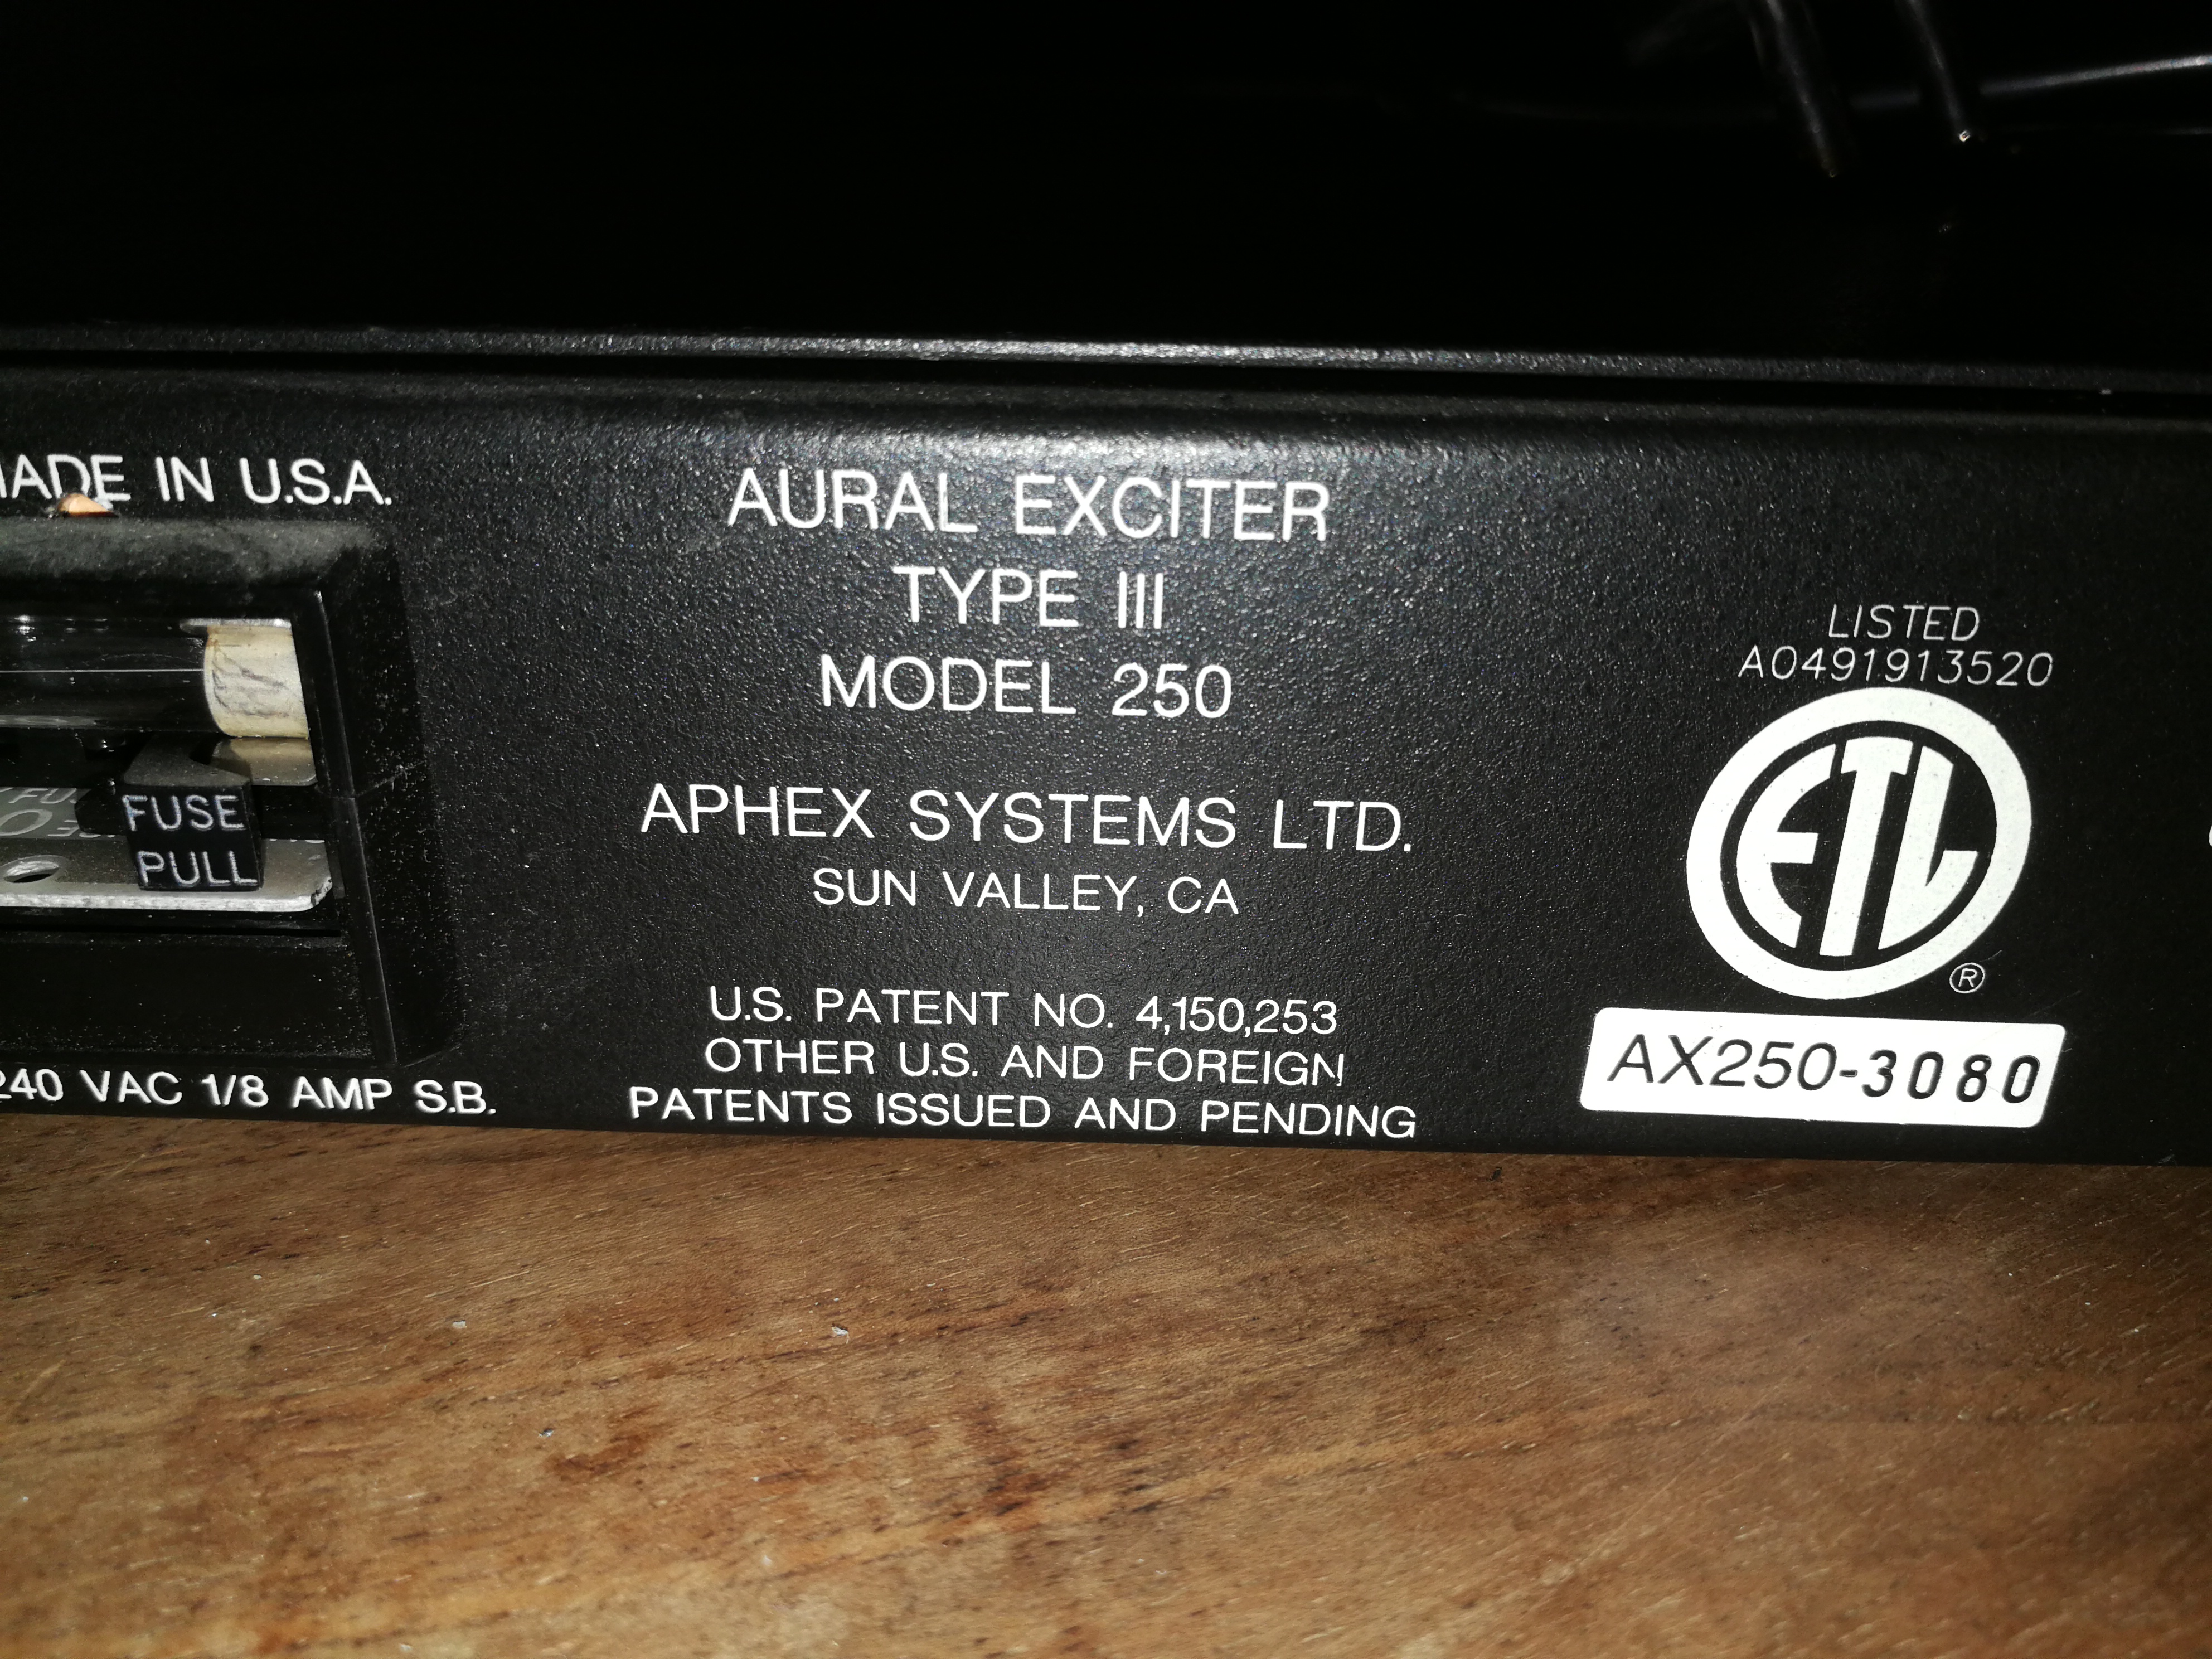 MADE IN U.S.A.
FUSE
PULL
240 VAC 1/8 AMP S.B.
AURAL EXCITER
TYPE III
MODEL 250
APHEX SYSTEMS LTD.
SUN VALLEY, CA
U.S. PATENT NO. 4,150,253
OTHER U.S. AND FOREIGN
PATENTS ISSUED AND PENDING
LISTED
A0491913520
ETL
®
AX250-3080